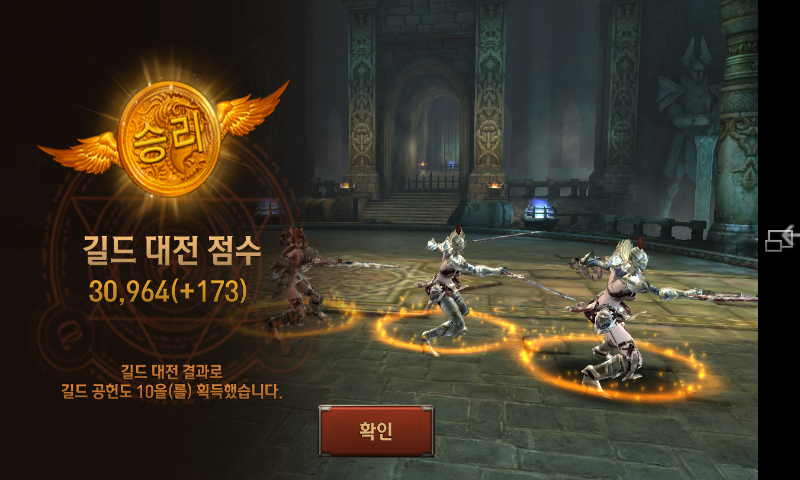 승리
길드 대전 점수
30,964(+173)
길드 대전 결과로
길드 공헌도 10을(를) 획득했습니다.
확인